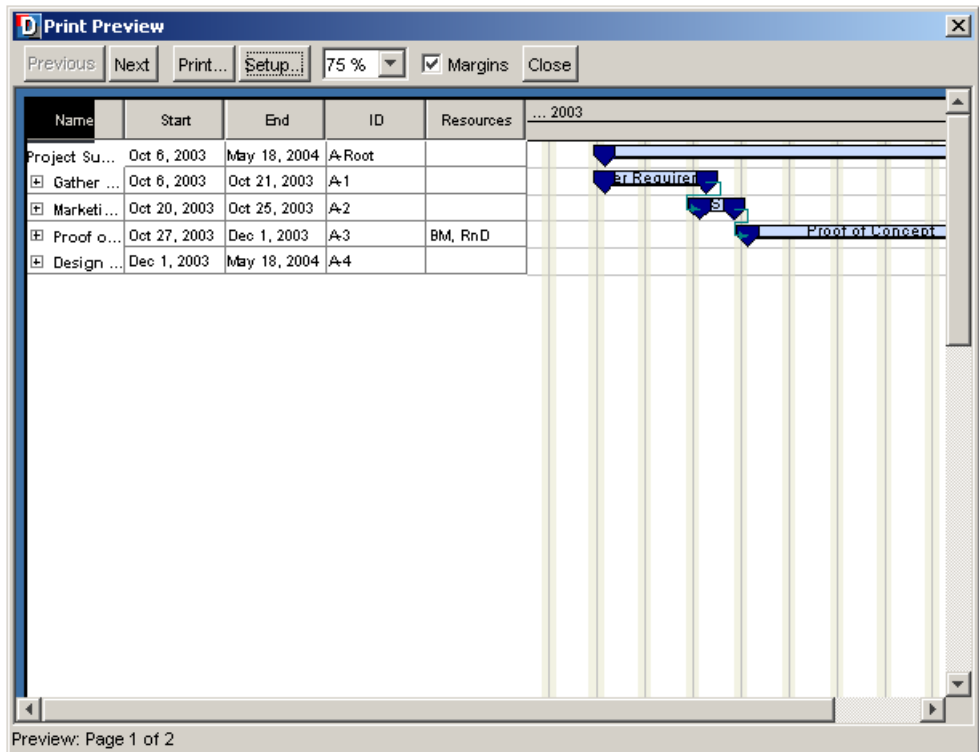 Print Preview
Previous Next Print... Setup... 75 % Margins Close
Name Start End ID Resources ... 2003
Project Su... Oct 6, 2003 May 18, 2004 A-Root
Gather ... Oct 6, 2003 Oct 21, 2003 A-1 er Requirer
Marketi... Oct 20, 2003 Oct 25, 2003 A-2 S
Proof o... Oct 27, 2003 Dec 1, 2003 A-3 BM, RnD Proof of Concept
Design ... Dec 1, 2003 May 18, 2004 A-4
Preview: Page 1 of 2